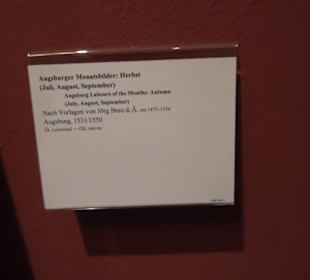 Augsburger Monatsbilder: Herbst
(Juli, August, September)
Augsburg Labours of the Months: Autumn
(July, August, September)
Nach Vorlagen von Jörg Breu d. Ä. um 1475–1536
Augsburg, 1531/1550
Öl, Leinwand — Oil, canvas